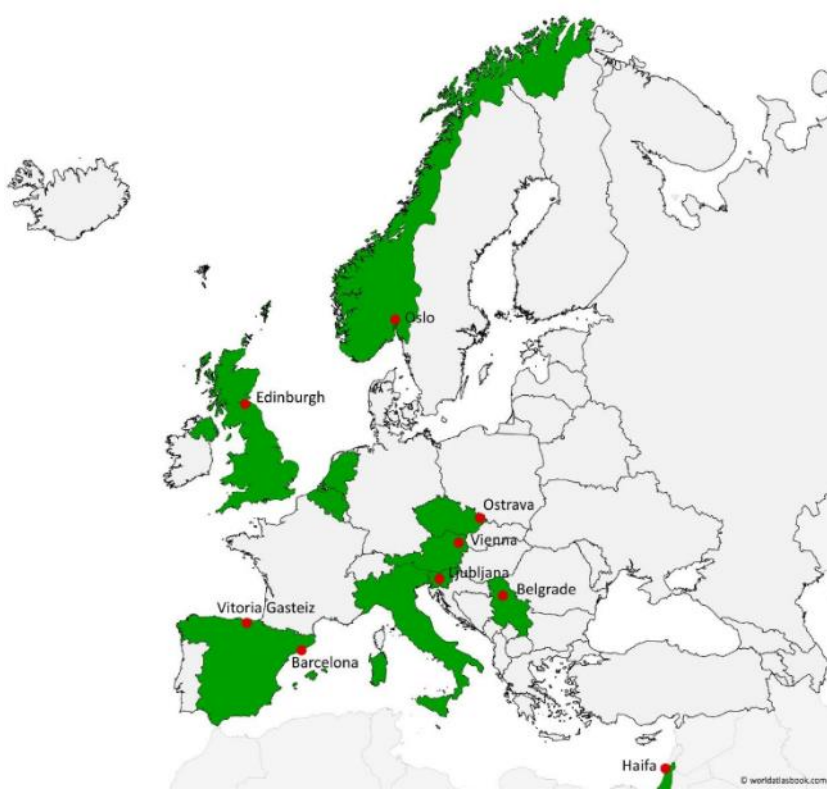 Oslo
Edinburgh
Ostrava
Vienna
Ljubljana
Belgrade
Vitoria Gasteiz
Barcelona
Haifa
© worldatlasbook.com